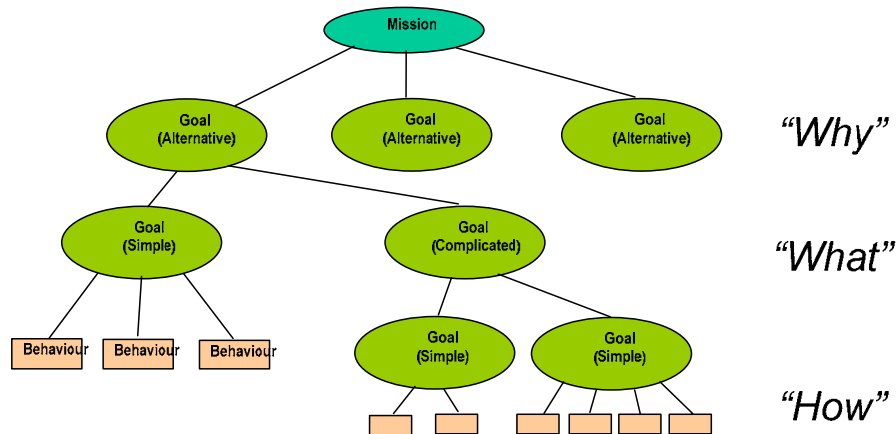 Mission
Goal
(Alternative)
Goal
(Alternative)
Goal
(Alternative)
“Why”
Goal
(Simple)
Goal
(Complicated)
“What”
Behaviour
Behaviour
Behaviour
Goal
(Simple)
Goal
(Simple)
“How”